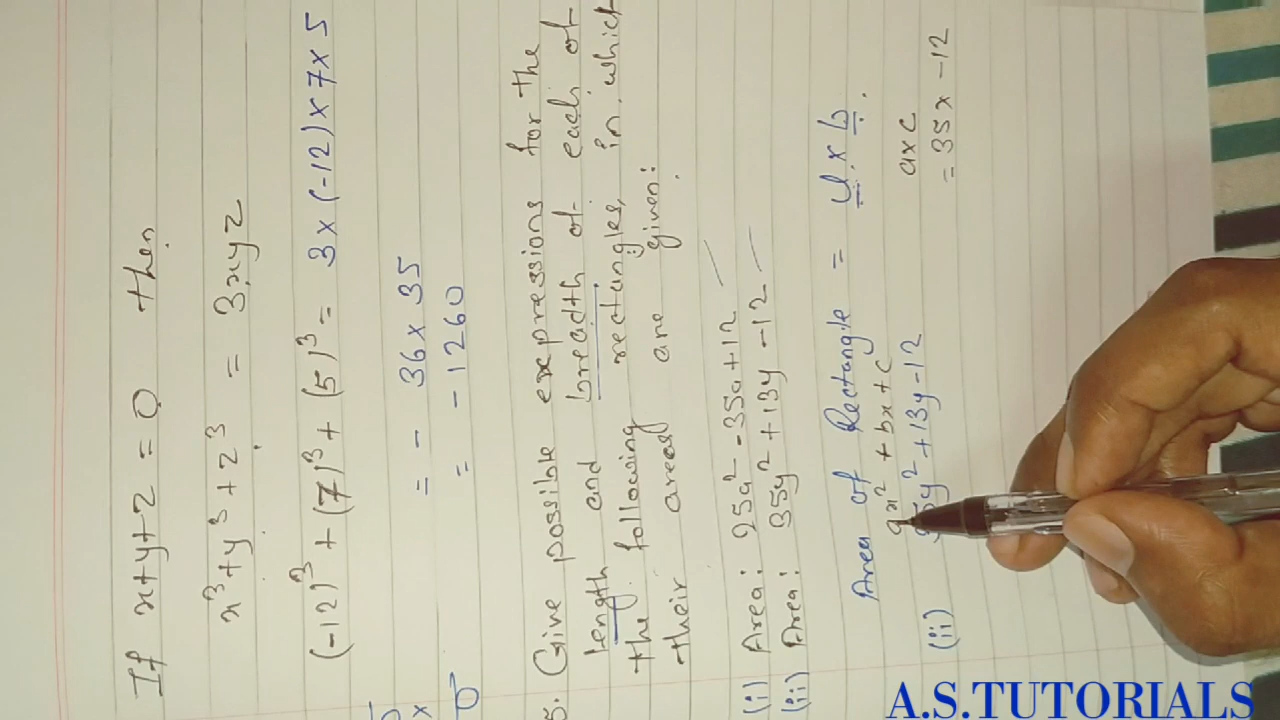 If x+y+z = 0 then
x³+y³+z³ = 3xyz
(-12)³ + (7)³ + (5)³ = 3 x (-12) x 7 x 5
= - 36 x 35
= - 1260
5. Give possible expressions for the
length and breadth of each of
the following rectangles, in which
their areas are given:
(i) Area: 25a² - 35a + 12
(ii) Area: 35y² + 13y - 12
Area of Rectangle = l x b.
ax² + bx + c
axc
(ii) 35y² + 13y - 12
= 35 x - 12
A.S.TUTORIALS